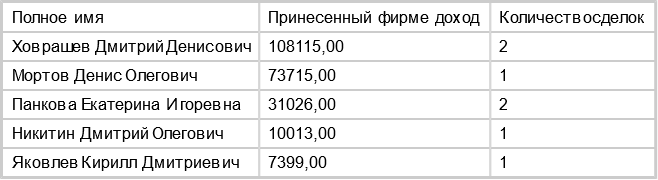 Полное имя Принесенный фирме доход Количество сделок
Ховрашев Дмитрий Денисович 108115,00 2
Мортов Денис Олегович 73715,00 1
Панкова Екатерина Игоревна 31026,00 2
Никитин Дмитрий Олегович 10013,00 1
Яковлев Кирилл Дмитриевич 7399,00 1